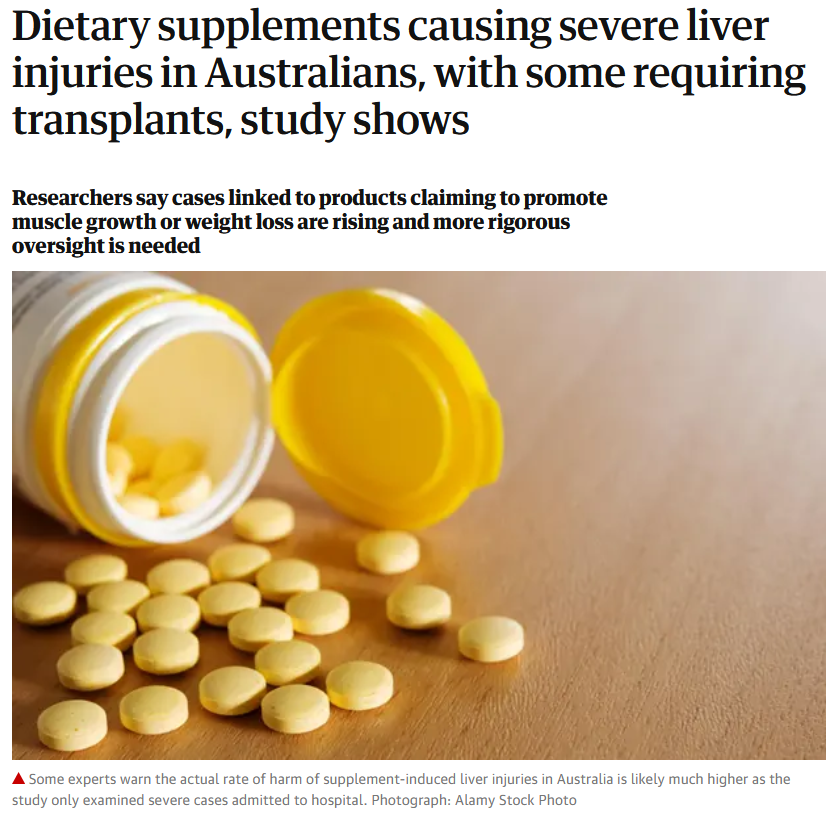 Dietary supplements causing severe liver
injuries in Australians, with some requiring
transplants, study shows
Researchers say cases linked to products claiming to promote
muscle growth or weight loss are rising and more rigorous
oversight is needed
Some experts warn the actual rate of harm of supplement-induced liver injuries in Australia is likely much higher as the
study only examined severe cases admitted to hospital. Photograph: Alamy Stock Photo